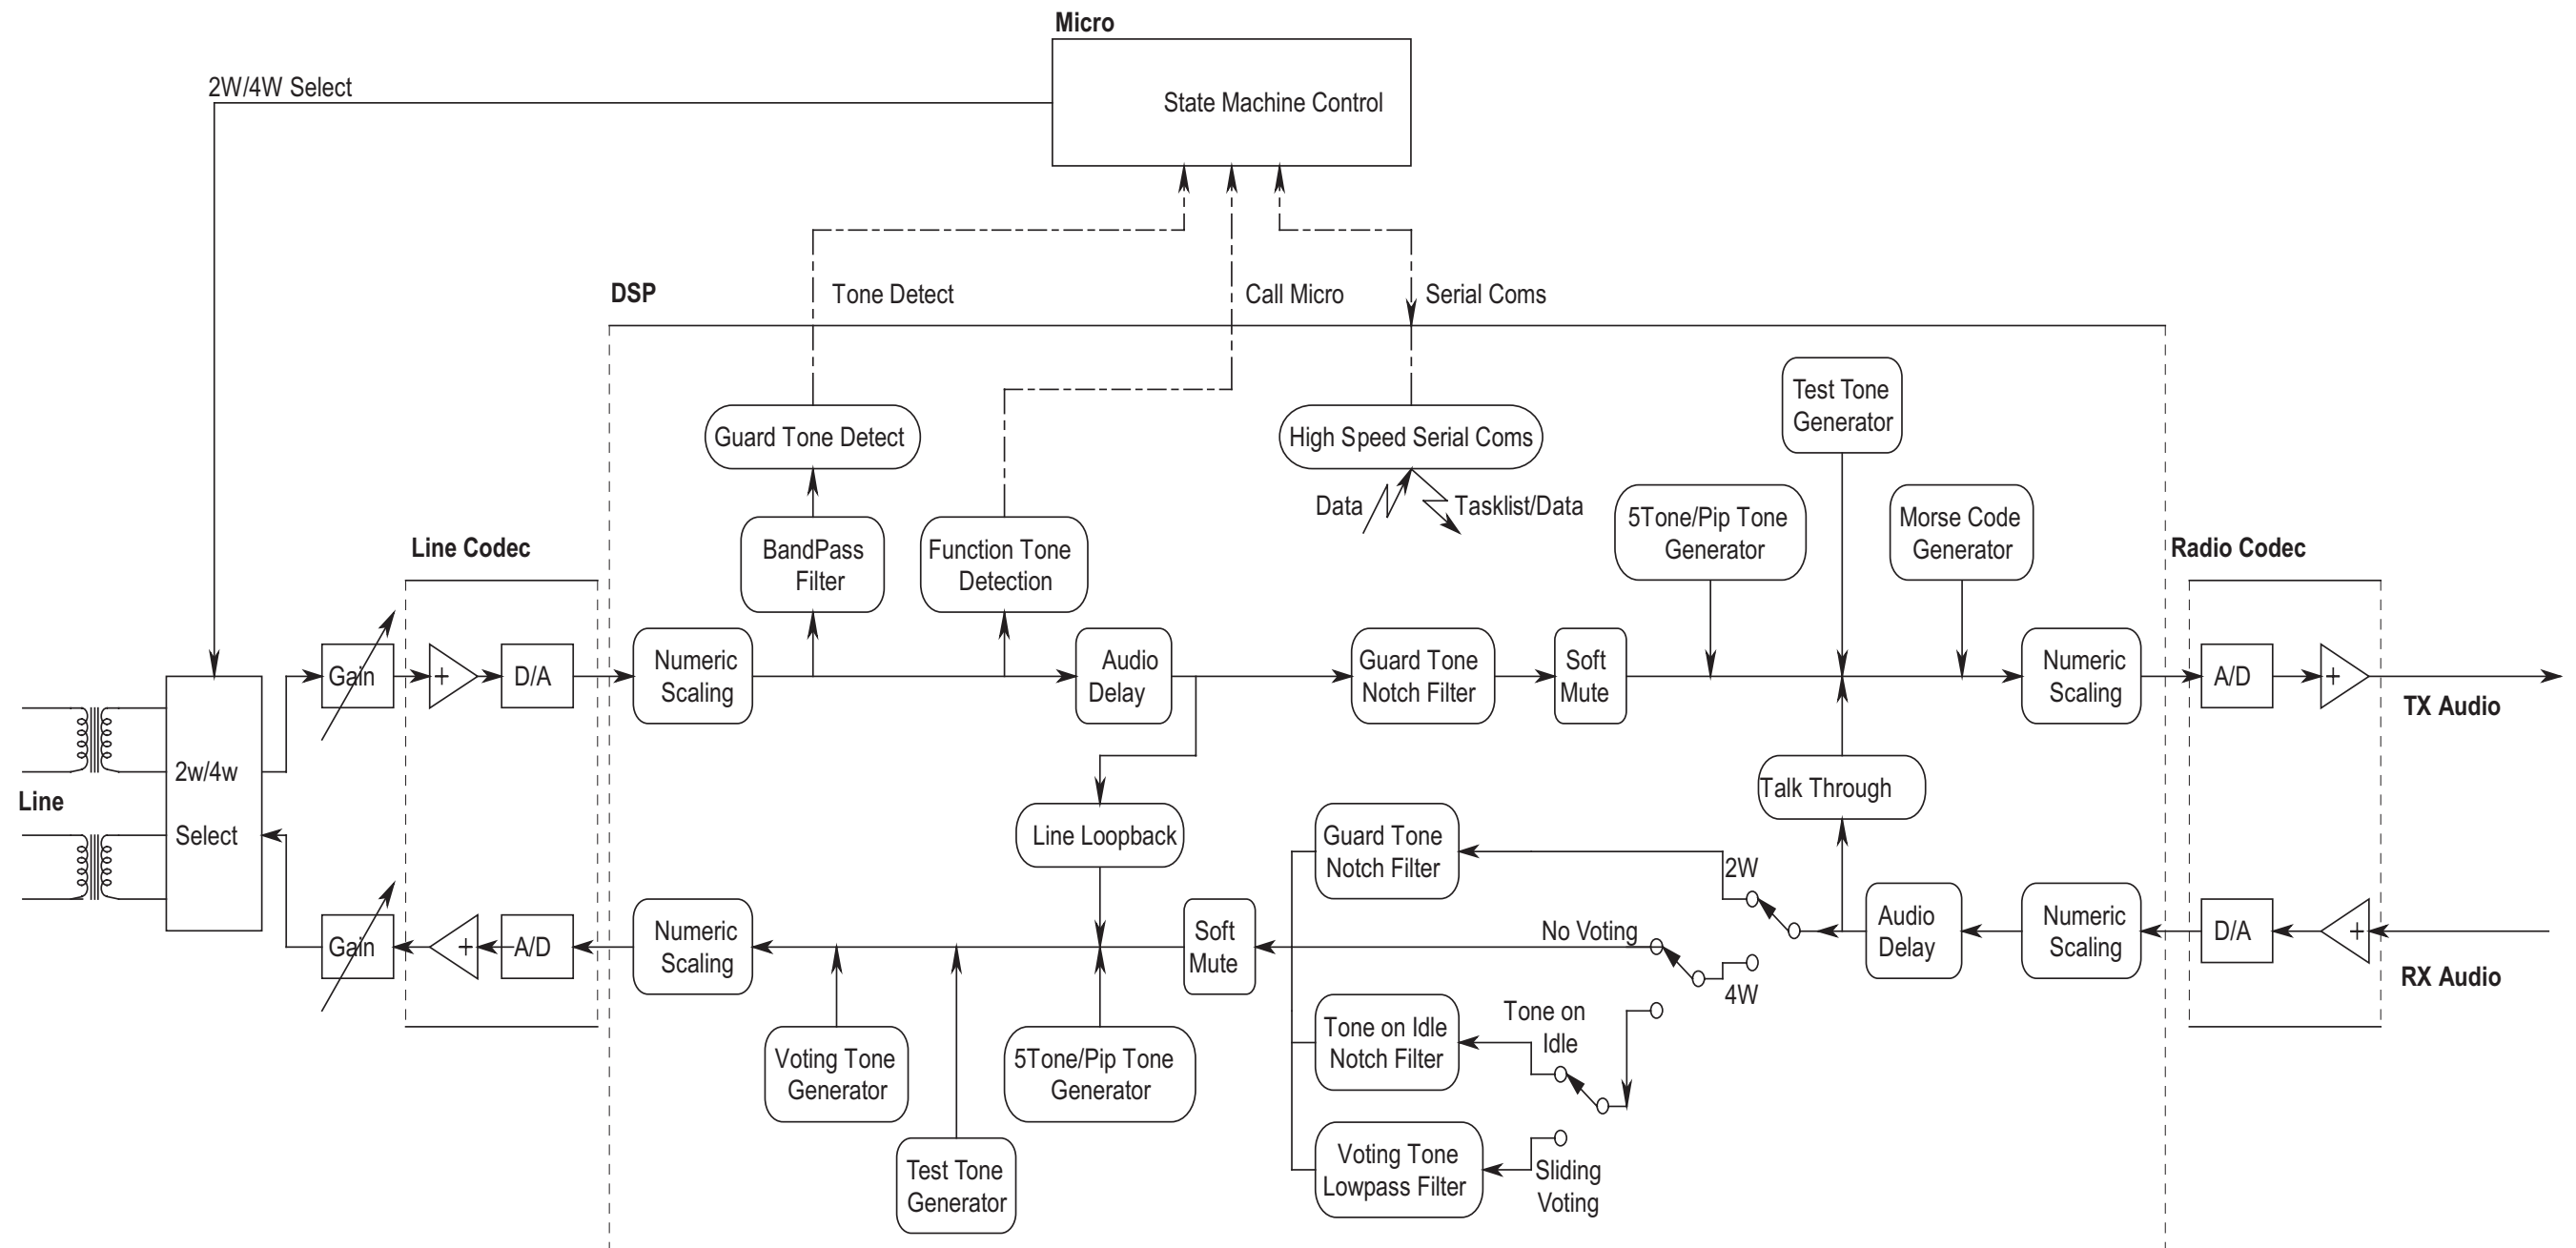 Micro
2W/4W Select
State Machine Control
DSP
Tone Detect
Call Micro
Serial Coms
Test Tone
Generator
Guard Tone Detect
High Speed Serial Coms
Data
Tasklist/Data
5Tone/Pip Tone
Generator
Morse Code
Generator
Line Codec
BandPass
Filter
Function Tone
Detection
Radio Codec
Gain
+
D/A
Numeric
Scaling
Audio
Delay
Guard Tone
Notch Filter
Soft
Mute
Numeric
Scaling
A/D
+
TX Audio
2w/4w
Select
Line
Talk Through
Line Loopback
Guard Tone
Notch Filter
2W
Gain
+
A/D
Numeric
Scaling
Soft
Mute
No Voting
4W
Audio
Delay
Numeric
Scaling
D/A
+
RX Audio
Voting Tone
Generator
5Tone/Pip Tone
Generator
Tone on Idle
Notch Filter
Tone on
Idle
Test Tone
Generator
Voting Tone
Lowpass Filter
Sliding
Voting